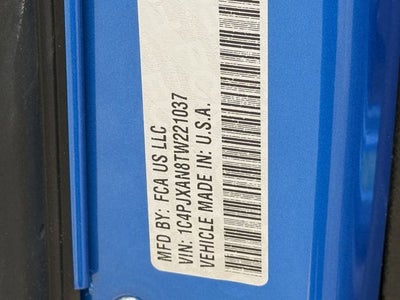 MFD BY: FCA US LLC
VIN: 1C4PJXAN8TW221037
VEHICLE MADE IN: U.S.A.